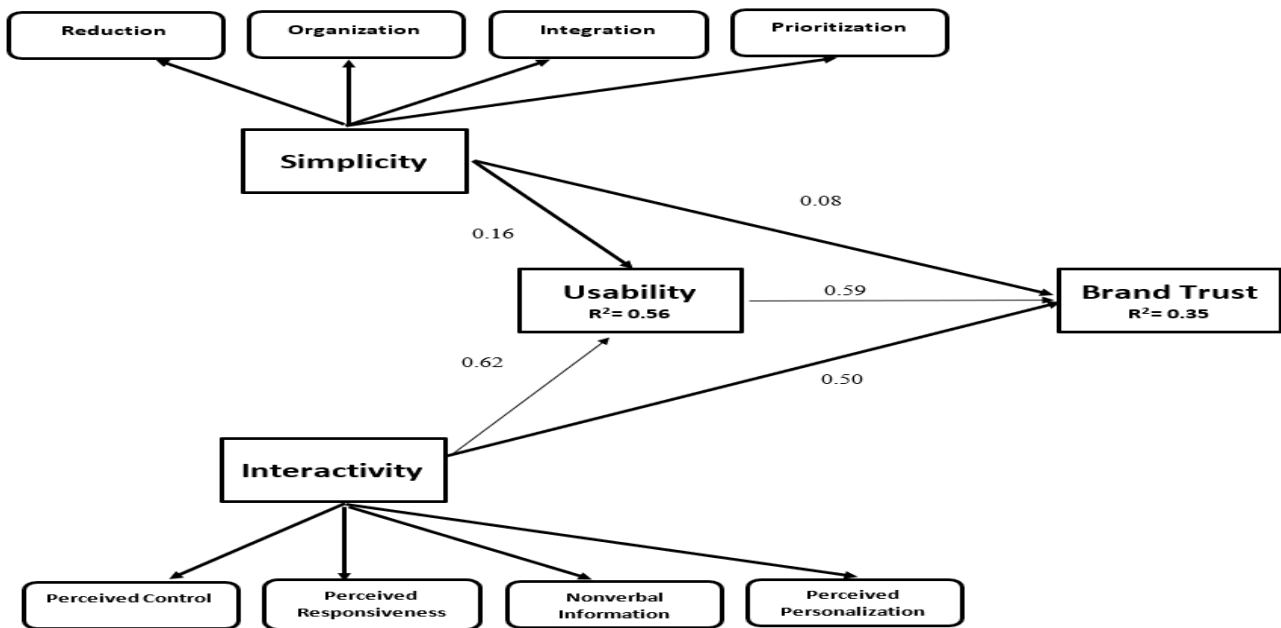 Reduction
Organization
Integration
Prioritization
Simplicity
0.08
0.16
Usability
R²= 0.56
0.59
Brand Trust
R²= 0.35
0.62
0.50
Interactivity
Perceived Control
Perceived
Responsiveness
Nonverbal
Information
Perceived
Personalization